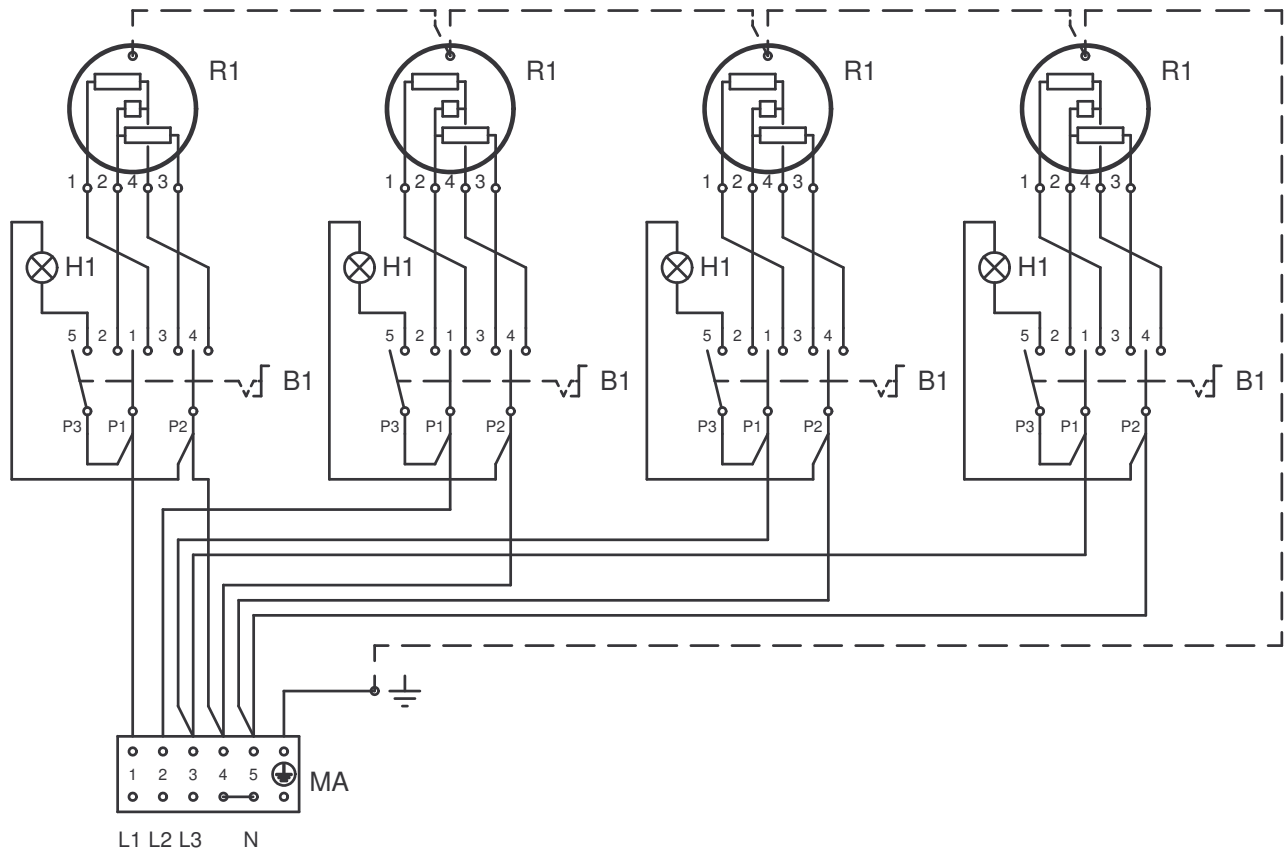 R1 R1 R1 R1
1 2 4 3 1 2 4 3 1 2 4 3 1 2 4 3
H1 H1 H1 H1
5 2 1 3 4 5 2 1 3 4 5 2 1 3 4 5 2 1 3 4
B1 B1 B1 B1
P3 P1 P2 P3 P1 P2 P3 P1 P2 P3 P1 P2
1 2 3 4 5
MA
L1 L2 L3 N